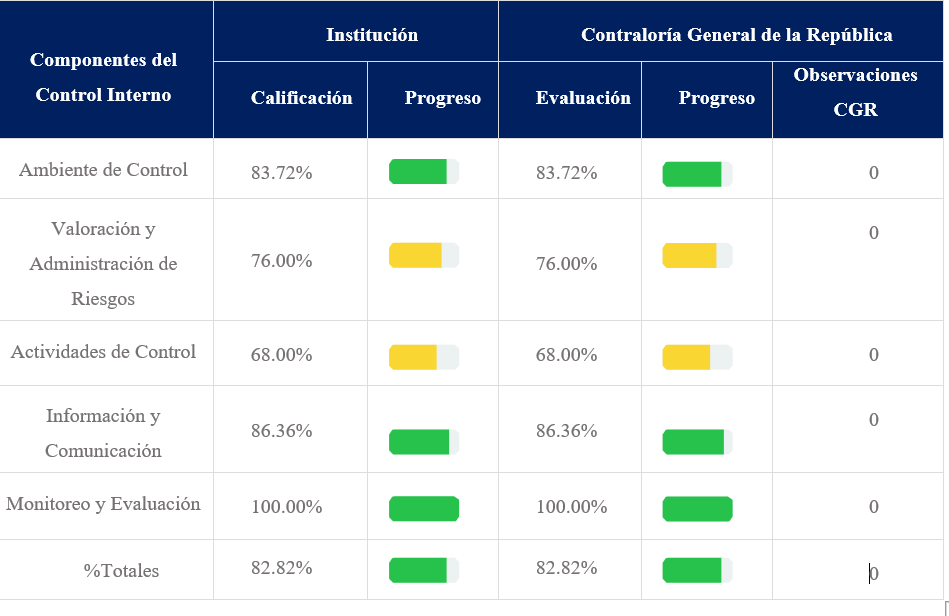 Componentes del
Control Interno
Institución
Contraloría General de la República
Calificación
Progreso
Evaluación
Progreso
Observaciones
CGR
Ambiente de Control
83.72%
83.72%
0
Valoración y
Administración de
Riesgos
76.00%
76.00%
0
Actividades de Control
68.00%
68.00%
0
Información y
Comunicación
86.36%
86.36%
0
Monitoreo y Evaluación
100.00%
100.00%
0
%Totales
82.82%
82.82%
0